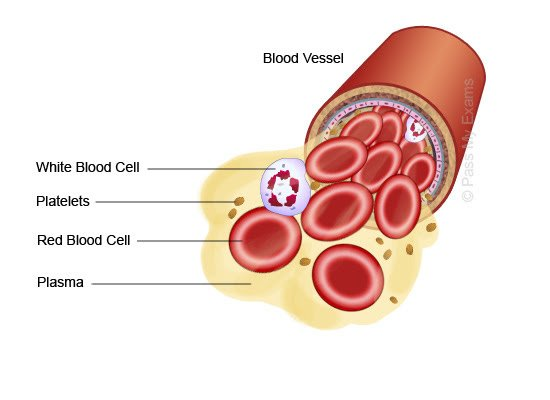 Blood Vessel
White Blood Cell
Platelets
Red Blood Cell
Plasma
© Pass My Exams